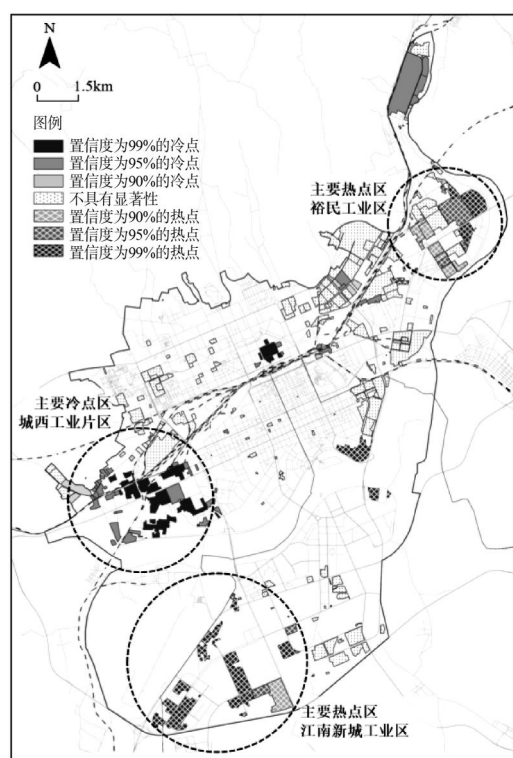 N
0 1.5km
图例
置信度为99%的冷点
置信度为95%的冷点
置信度为90%的冷点
不具有显著性
置信度为90%的热点
置信度为95%的热点
置信度为99%的热点
主要热点区
裕民工业区
主要冷点区
城西工业片区
主要热点区
江南新城工业区